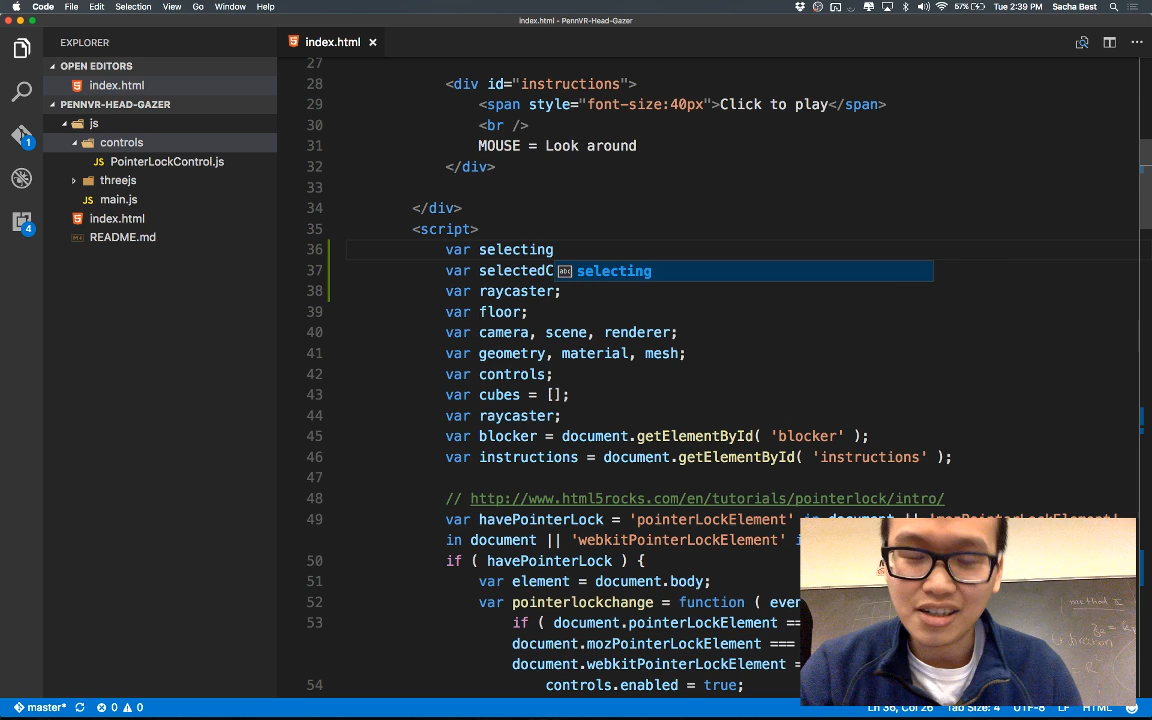 Code File Edit Selection View Go Window Help 57% Tue 2:39 PM Sacha Best
index.html - PennVR-Head-Gazer
EXPLORER
index.html
OPEN EDITORS
index.html
PENNVR-HEAD-GAZER
js
controls
JS PointerLockControl.js
threejs
JS main.js
index.html
README.md
1
4
27
28 <div id="instructions">
29 <span style="font-size:40px">Click to play</span>
30 <br />
31 MOUSE = Look around
32 </div>
33
34 </div>
35 <script>
36 var selecting
37 var selectedC
abc selecting
38 var raycaster;
39 var floor;
40 var camera, scene, renderer;
41 var geometry, material, mesh;
42 var controls;
43 var cubes = [];
44 var raycaster;
45 var blocker = document.getElementById( 'blocker' );
46 var instructions = document.getElementById( 'instructions' );
47
48 // http://www.html5rocks.com/en/tutorials/pointerlock/intro/
49 var havePointerLock = 'pointerLockElement' in document || 'mozPointerLockElement'
in document || 'webkitPointerLockElement' i
50 if ( havePointerLock ) {
51 var element = document.body;
52 var pointerlockchange = function ( even
53 if ( document.pointerLockElement ==
document.mozPointerLockElement ===
document.webkitPointerLockElement =
54 controls.enabled = true;
method II
master* 0 0 Ln 36, Col 26 Tab Size: 4 UTF-8 LF HTML